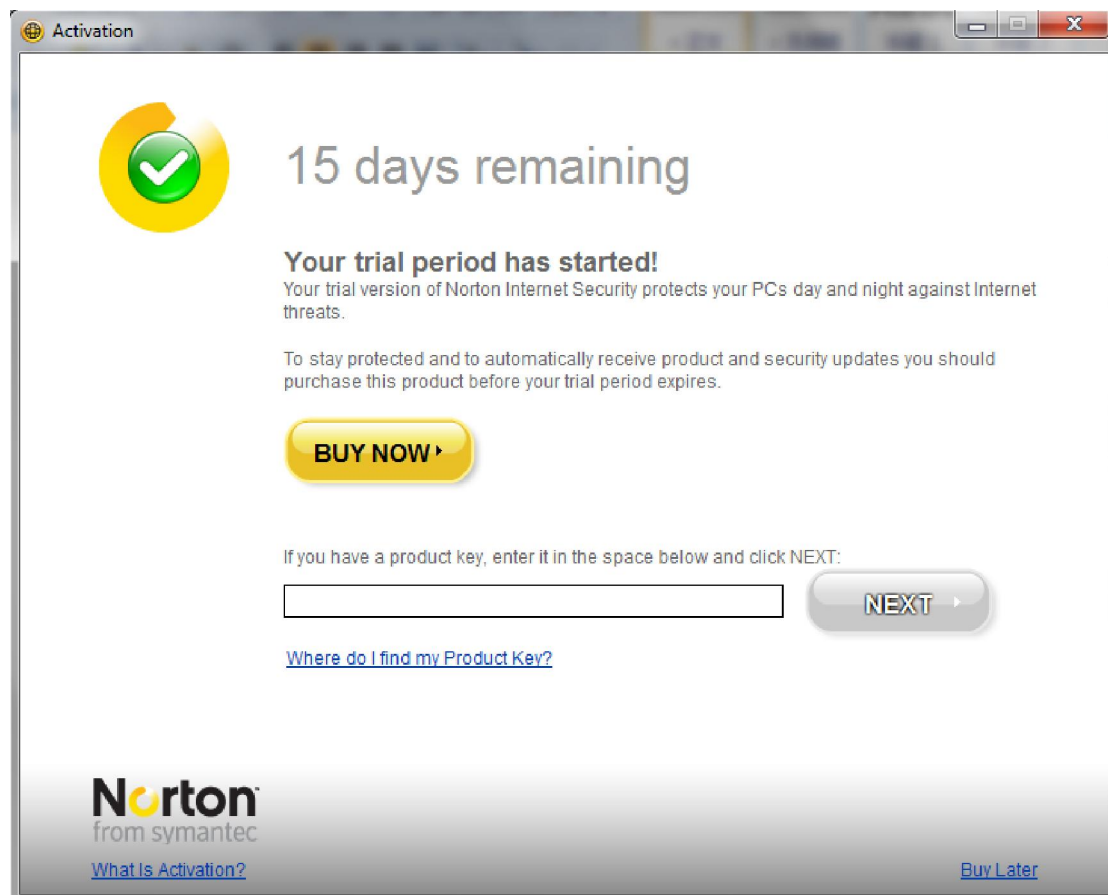 Activation
15 days remaining
Your trial period has started!
Your trial version of Norton Internet Security protects your PCs day and night against Internet
threats.
To stay protected and to automatically receive product and security updates you should
purchase this product before your trial period expires.
BUY NOW
If you have a product key, enter it in the space below and click NEXT:
NEXT
Where do I find my Product Key?
Norton
from symantec
What Is Activation?
Buy Later